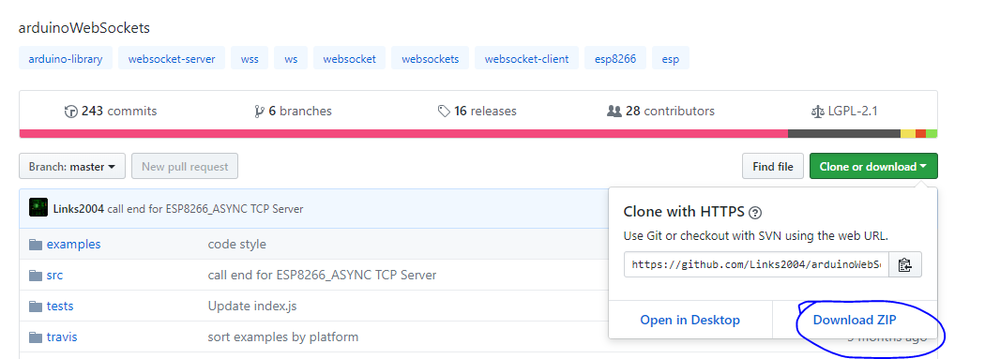 arduinoWebSockets
arduino-library websocket-server wss ws websocket websockets websocket-client esp8266 esp
243 commits 6 branches 16 releases 28 contributors LGPL-2.1
Branch: master New pull request Find file Clone or download
Links2004 call end for ESP8266_ASYNC TCP Server
examples code style
src call end for ESP8266_ASYNC TCP Server
tests Update index.js
travis sort examples by platform
Clone with HTTPS ?
Use Git or checkout with SVN using the web URL.
https://github.com/Links2004/arduinoWebS
Open in Desktop Download ZIP
months ago